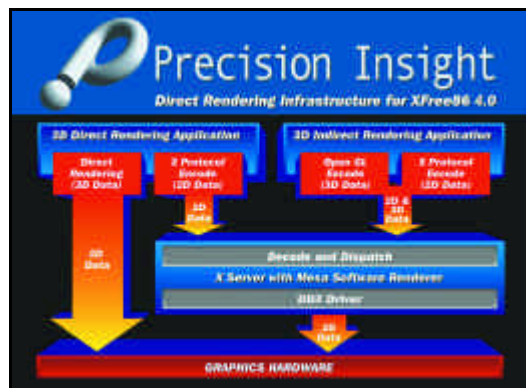 Precision Insight
Direct Rendering Infrastructure for XFree86 4.0
3D Direct Rendering Application
3D Indirect Rendering Application
Direct
Rendering
(3D Data)
X Protocol
Encode
(2D Data)
Open GL
Encode
(3D Data)
X Protocol
Encode
(2D Data)
2D
Data
2D &
3D
Data
3D
Data
Decode and Dispatch
X Server with Mesa Software Renderer
DDX Driver
2D
Data
GRAPHICS HARDWARE